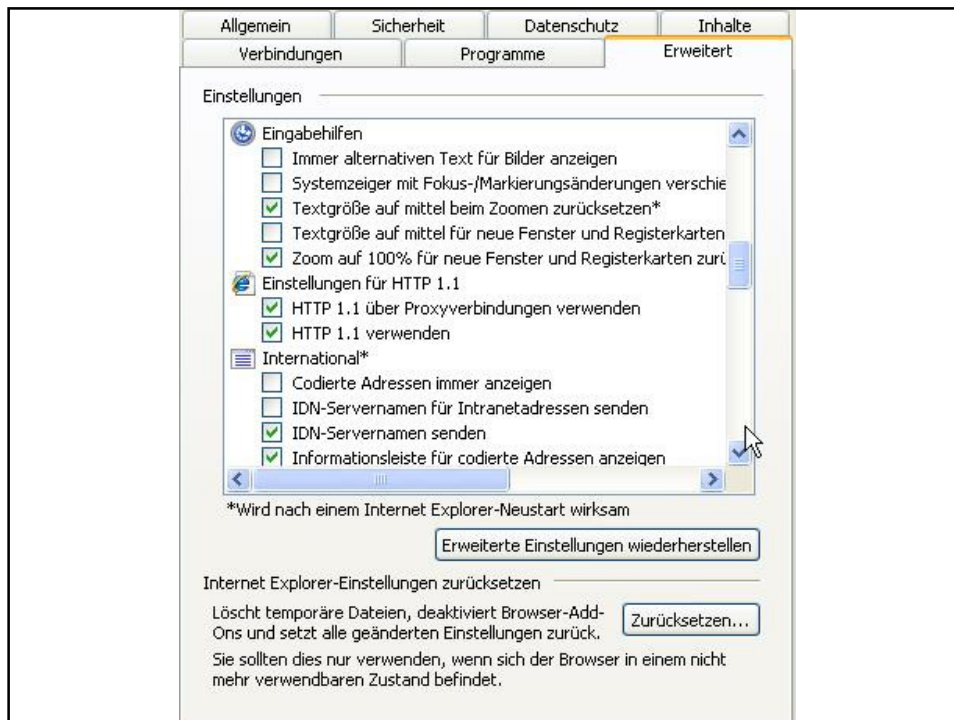 Allgemein Sicherheit Datenschutz Inhalte
Verbindungen Programme Erweitert
Einstellungen
Eingabehilfen
Immer alternativen Text für Bilder anzeigen
Systemzeiger mit Fokus-/Markierungsänderungen verschie
Textgröße auf mittel beim Zoomen zurücksetzen*
Textgröße auf mittel für neue Fenster und Registerkarten
Zoom auf 100% für neue Fenster und Registerkarten zurü
Einstellungen für HTTP 1.1
HTTP 1.1 über Proxyverbindungen verwenden
HTTP 1.1 verwenden
International*
Codierte Adressen immer anzeigen
IDN-Servernamen für Intranetadressen senden
IDN-Servernamen senden
Informationsleiste für codierte Adressen anzeigen
*Wird nach einem Internet Explorer-Neustart wirksam
Erweiterte Einstellungen wiederherstellen
Internet Explorer-Einstellungen zurücksetzen
Löscht temporäre Dateien, deaktiviert Browser-Add-
Ons und setzt alle geänderten Einstellungen zurück.
Zurücksetzen...
Sie sollten dies nur verwenden, wenn sich der Browser in einem nicht
mehr verwendbaren Zustand befindet.